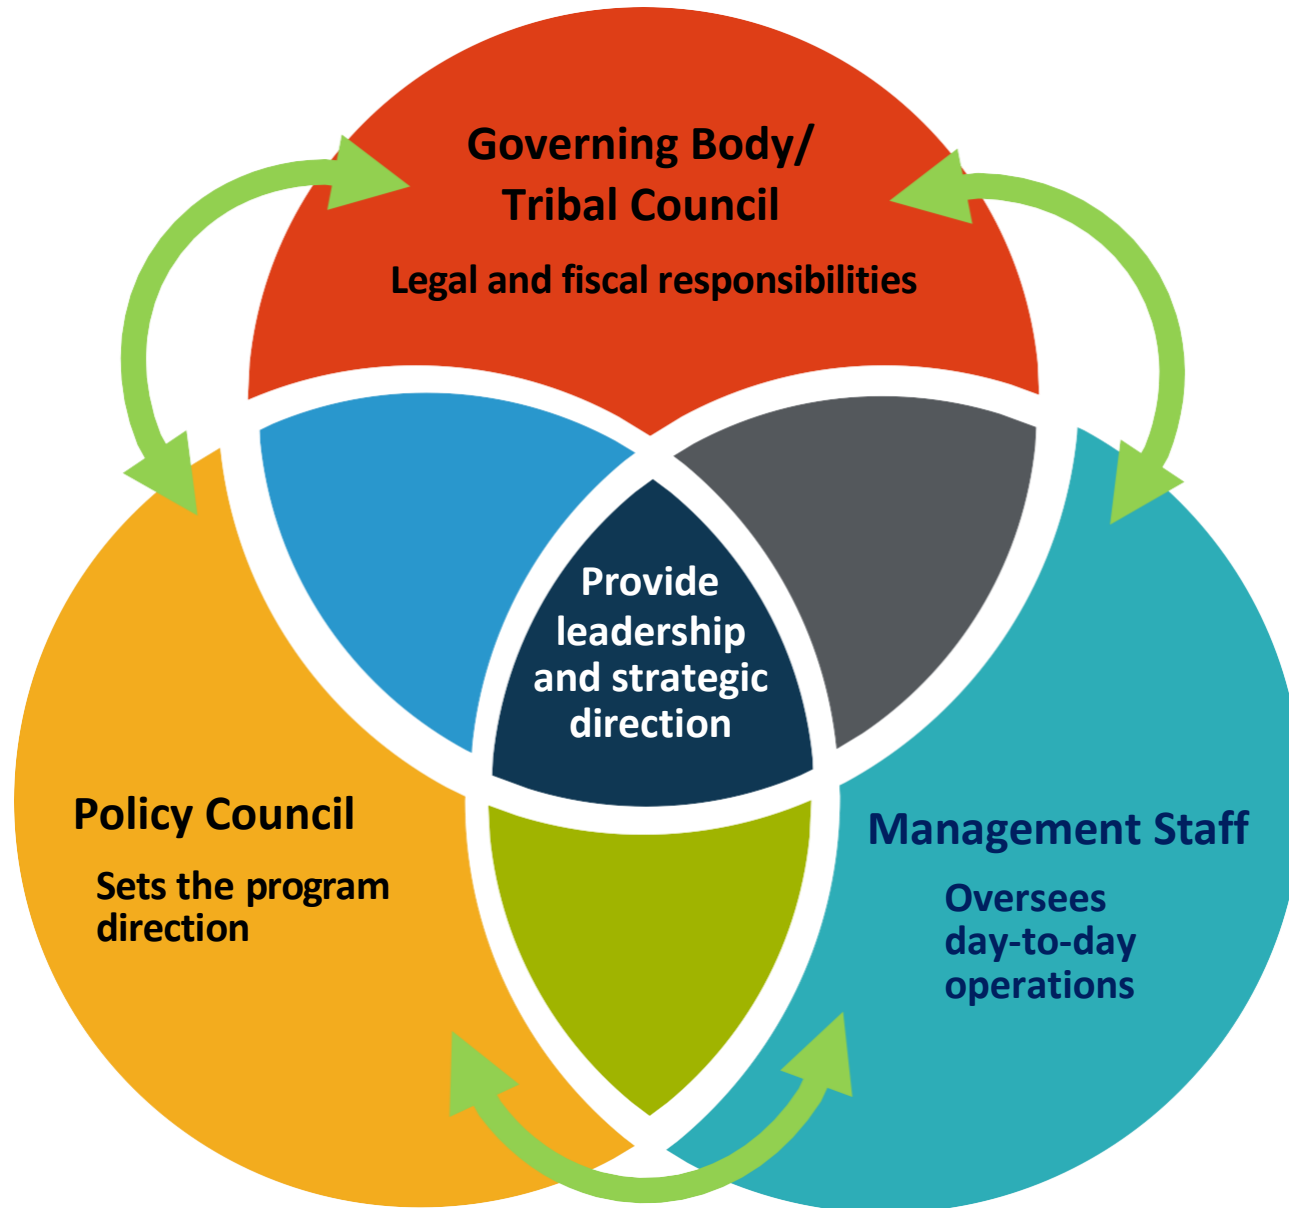 Governing Body/
Tribal Council
Legal and fiscal responsibilities
Provide
leadership
and strategic
direction
Policy Council
Sets the program
direction
Management Staff
Oversees
day-to-day
operations